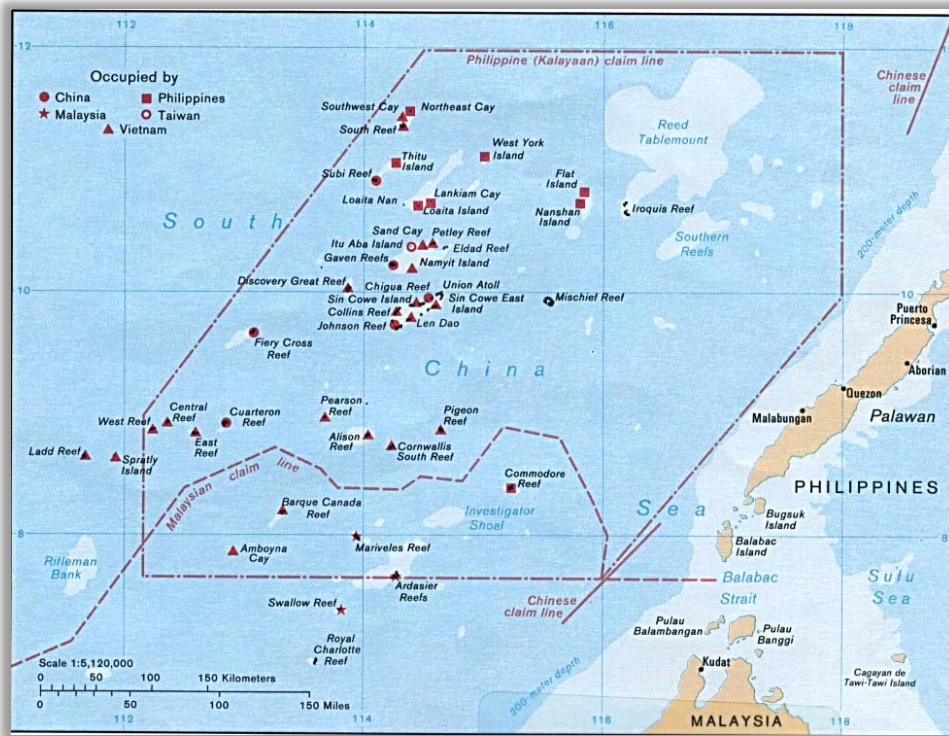 112
114
116
118
12
Occupied by
China
Philippines
Malaysia
Taiwan
Vietnam
Philippine (Kalayaan) claim line
Chinese
claim
line
Southwest Cay
Northeast Cay
South Reef
Reed
Tablemount
West York
Island
Thitu
Island
Subi Reef
Flat
Island
Lankiam Cay
Loaita Nan
Loaita Island
Nanshan
Island
Iroquis Reef
South
Sand Cay
Petley Reef
Itu Aba Island
Eldad Reef
Southern
Reefs
200-meter depth
Gaven Reefs
Namyit Island
Discovery Great Reef
Chigua Reef
Union Atoll
10
10
Sin Cowe Island
Sin Cowe East
Island
Mischief Reef
Collins Reef
Len Dao
Johnson Reef
Fiery Cross
Reef
Puerto
Princesa
China
Aborian
Quezon
Malabungan
Palawan
Pearson
Reef
Pigeon
Reef
Central
Reef
Cuarteron
Reef
West Reef
East
Reef
Alison
Reef
Cornwallis
South Reef
Ladd Reef
Spratly
Island
Malaysian claim line
Commodore
Reef
PHILIPPINES
Barque Canada
Reef
Investigator
Shoel
Sea
Bugsuk
Island
8
8
Mariveles Reef
Balabac
Island
Amboyna
Cay
Rifleman
Bank
Ardasier
Reefs
Balabac
Strait
Sulu
Sea
Swallow Reef
Chinese
claim line
Royal
Charlotte
Reef
Pulau
Balambangan
Pulau
Banggi
Scale 1:5,120,000
0 50 100 150 Kilometers
0 50 100 150 Miles
Kudat
Cagayan de
Tawi-Tawi Island
200-meter depth
MALAYSIA
112
114
116
118